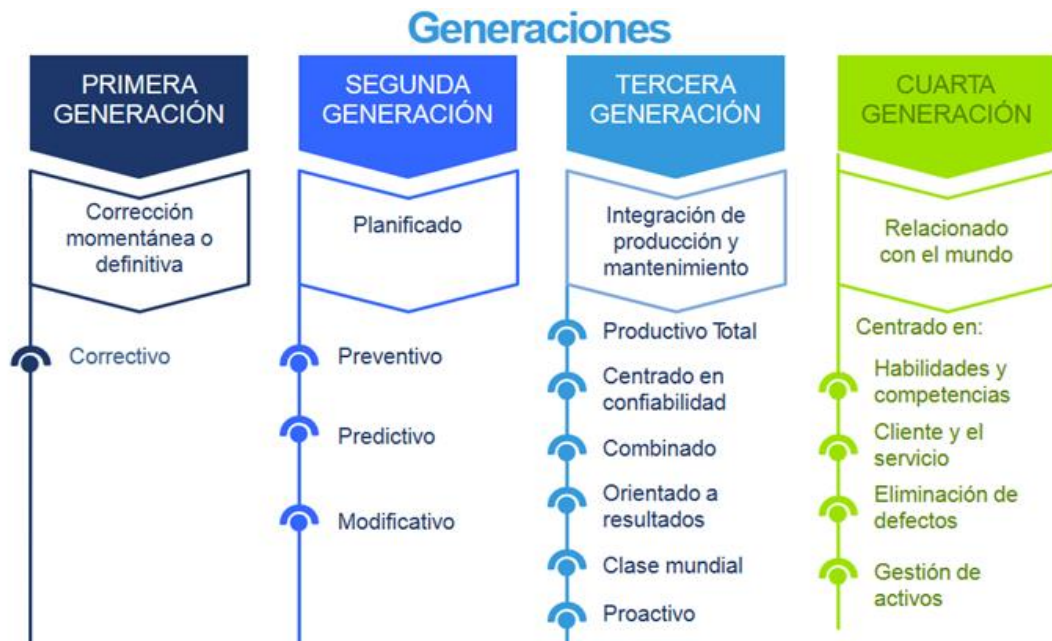 Generaciones
PRIMERA
GENERACIÓN
Corrección
momentánea o
definitiva
Correctivo
SEGUNDA
GENERACIÓN
Planificado
Preventivo
Predictivo
Modificativo
TERCERA
GENERACIÓN
Integración de
producción y
mantenimiento
Productivo Total
Centrado en
confiabilidad
Combinado
Orientado a
resultados
Clase mundial
Proactivo
CUARTA
GENERACIÓN
Relacionado
con el mundo
Centrado en:
Habilidades y
competencias
Cliente y el
servicio
Eliminación de
defectos
Gestión de
activos